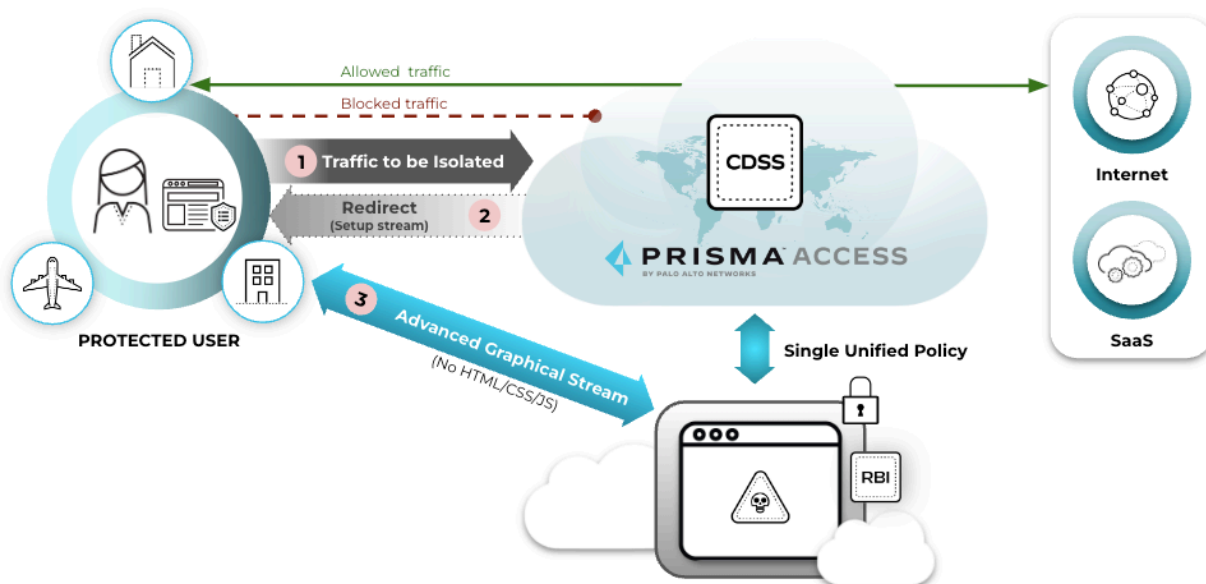 Allowed traffic
Blocked traffic
1 Traffic to be Isolated
Redirect
(Setup stream)
2
CDSS
PRISMA™ ACCESS
BY PALO ALTO NETWORKS
Internet
SaaS
PROTECTED USER
3 Advanced Graphical Stream
(No HTML/CSS/JS)
Single Unified Policy
RBI